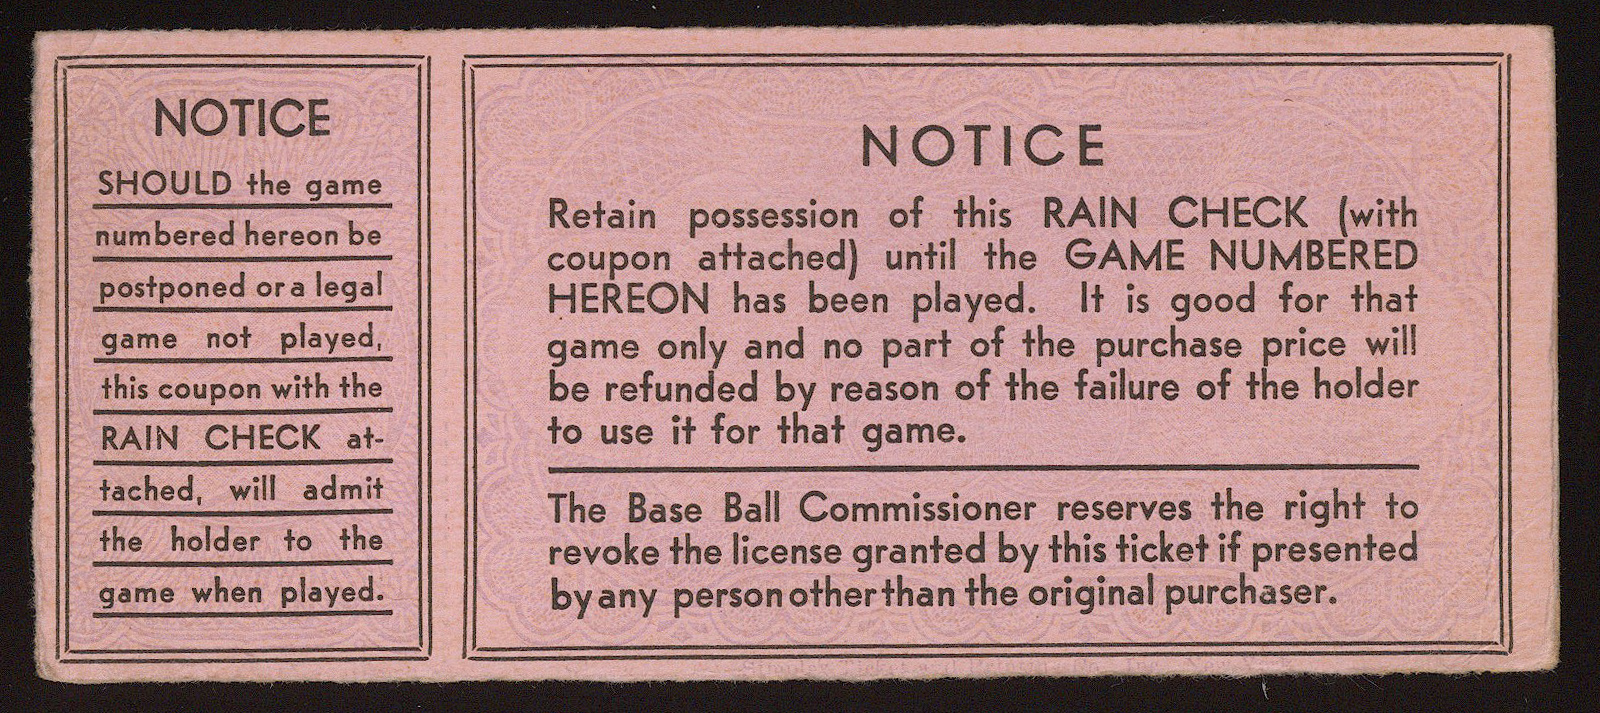 NOTICE
SHOULD the game
numbered hereon be
postponed or a legal
game not played,
this coupon with the
RAIN CHECK at-
tached, will admit
the holder to the
game when played.
NOTICE
Retain possession of this RAIN CHECK (with
coupon attached) until the GAME NUMBERED
HEREON has been played. It is good for that
game only and no part of the purchase price will
be refunded by reason of the failure of the holder
to use it for that game.
The Base Ball Commissioner reserves the right to
revoke the license granted by this ticket if presented
by any person other than the original purchaser.